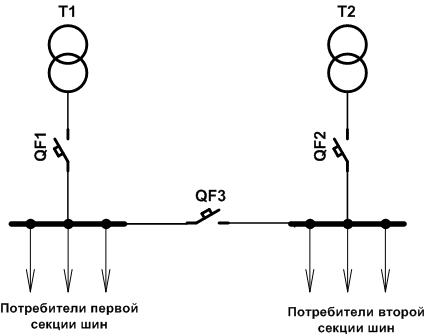 T1
T2
QF1
QF2
QF3
Потребители первой
секции шин
Потребители второй
секции шин